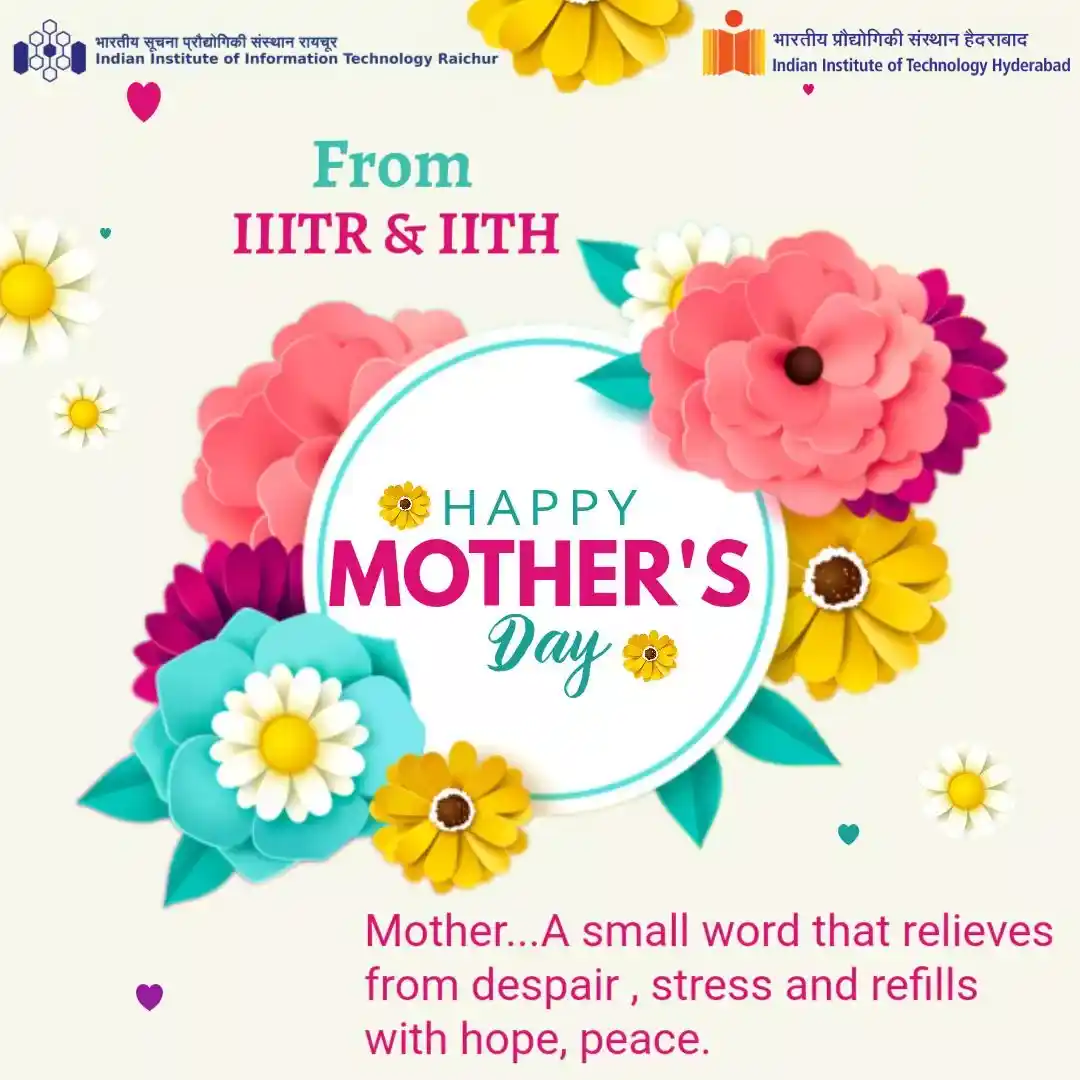 भारतीय सूचना प्रौद्योगिकी संस्थान रायचूर
Indian Institute of Information Technology Raichur
भारतीय प्रौद्योगिकी संस्थान हैदराबाद
Indian Institute of Technology Hyderabad
From
IIITR & IITH
HAPPY
MOTHER'S
Day
Mother...A small word that relieves
from despair , stress and refills
with hope, peace.